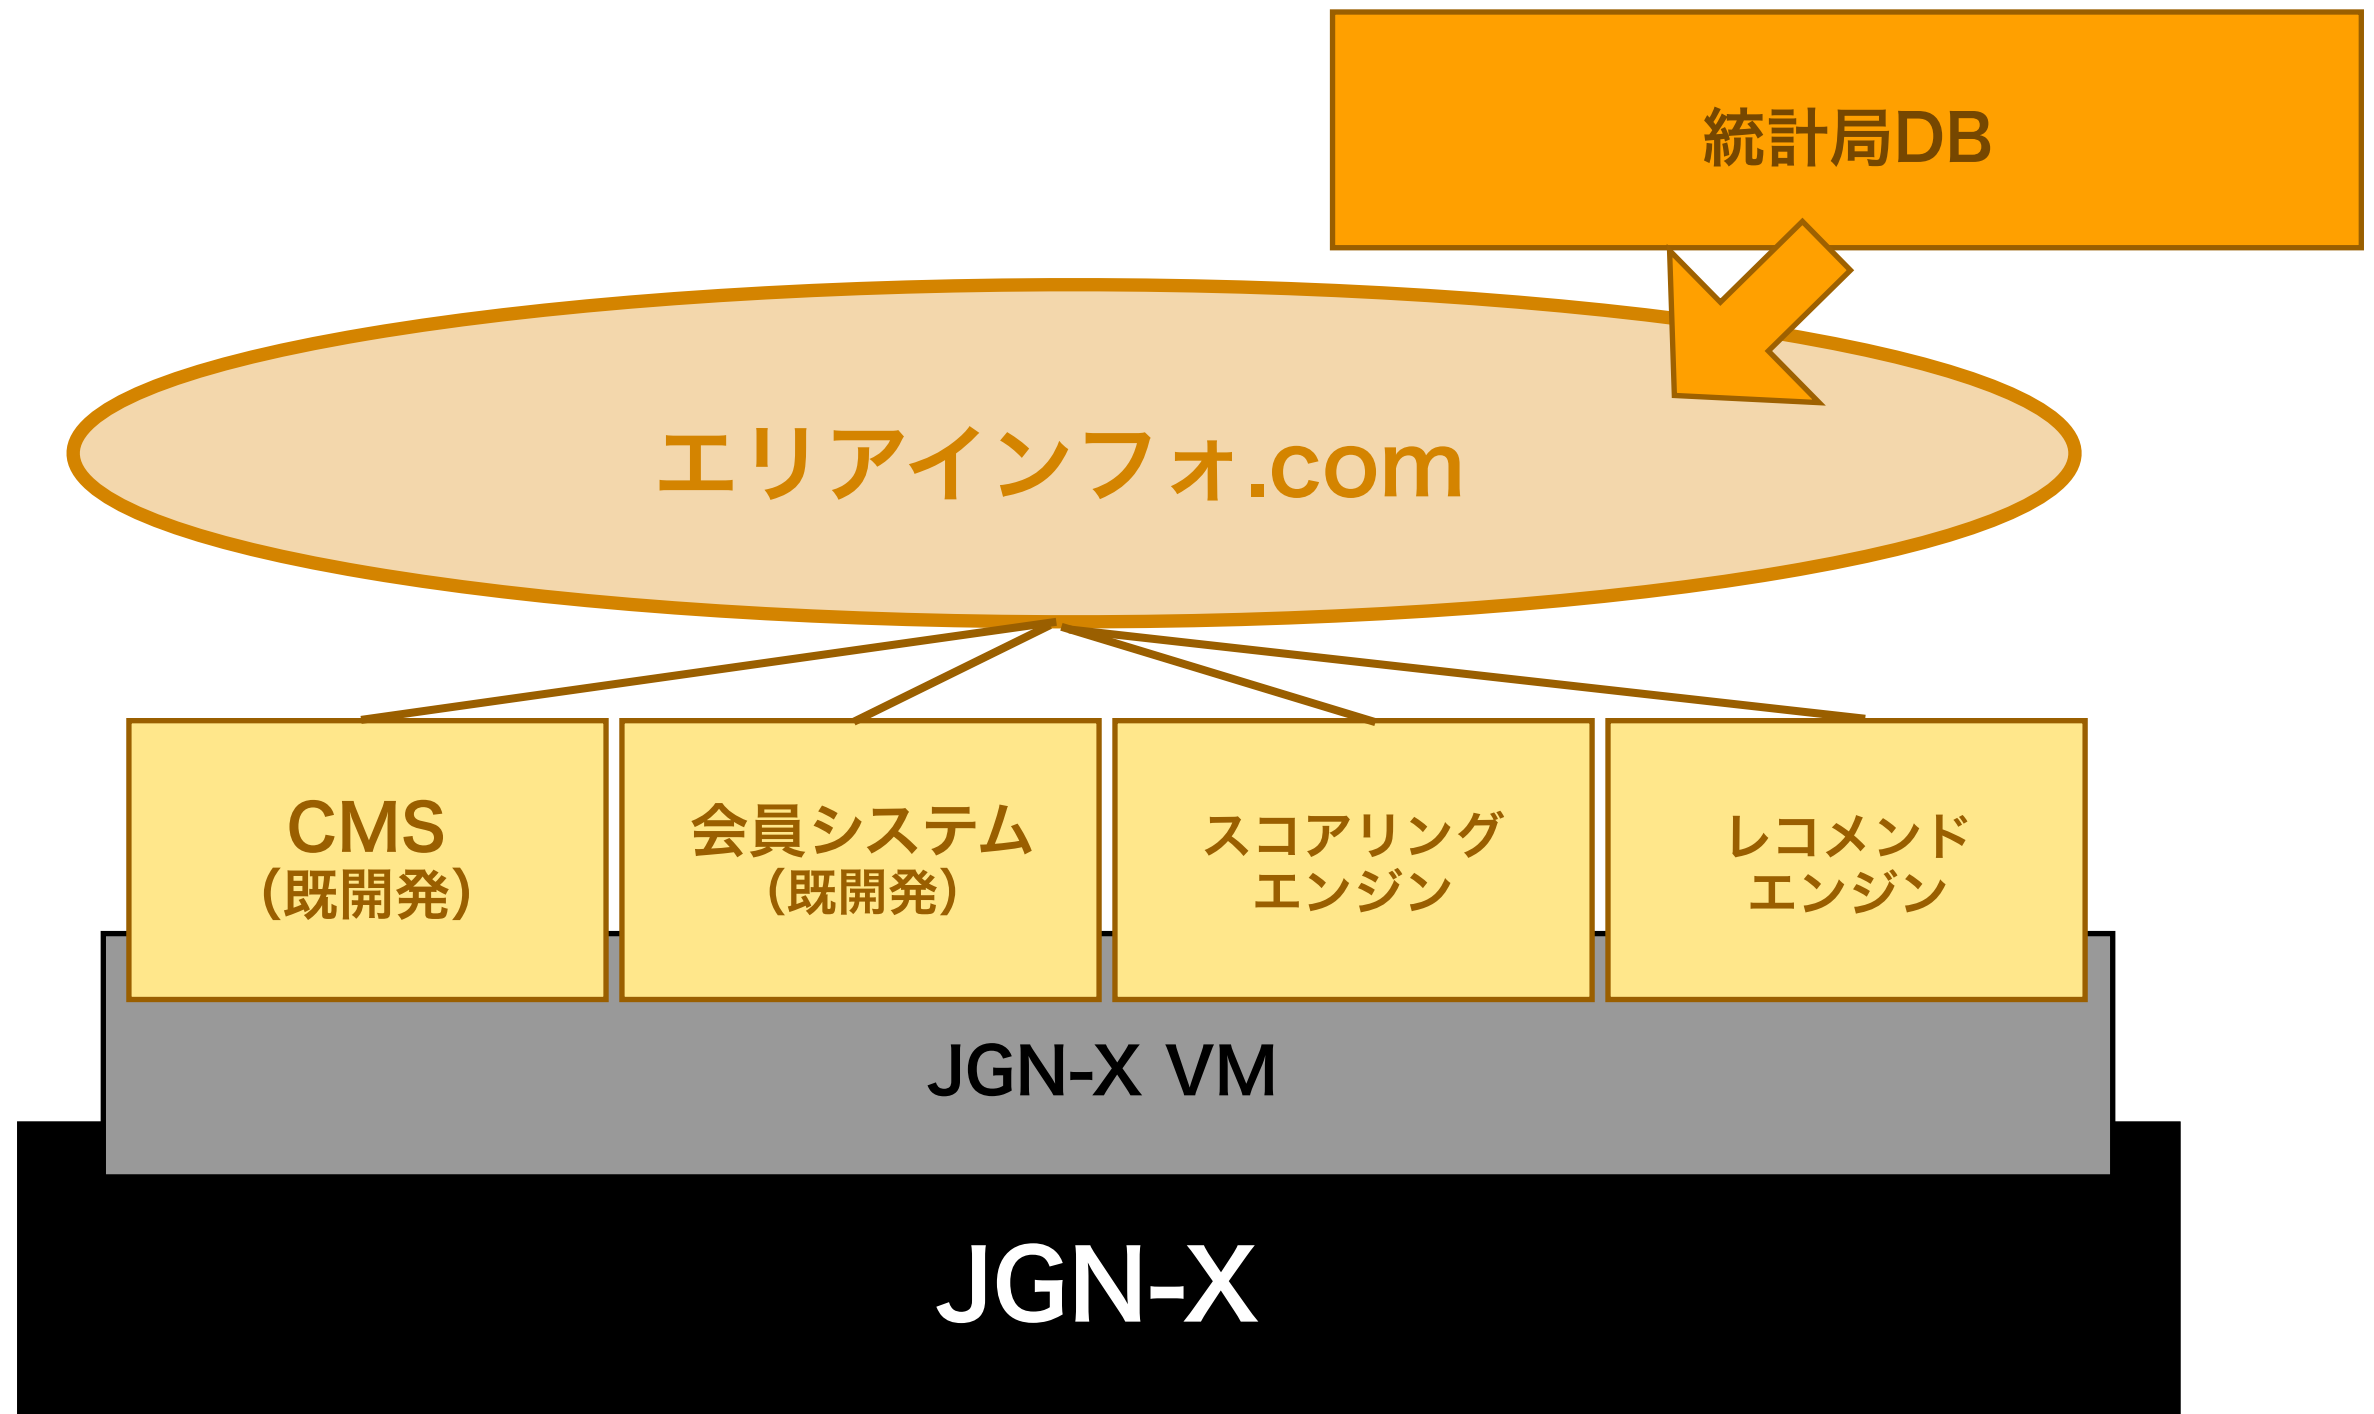 統計局DB
エリアインフォ.com
CMS
（既開発）
会員システム
（既開発）
スコアリング
エンジン
レコメンド
エンジン
JGN-X VM
JGN-X